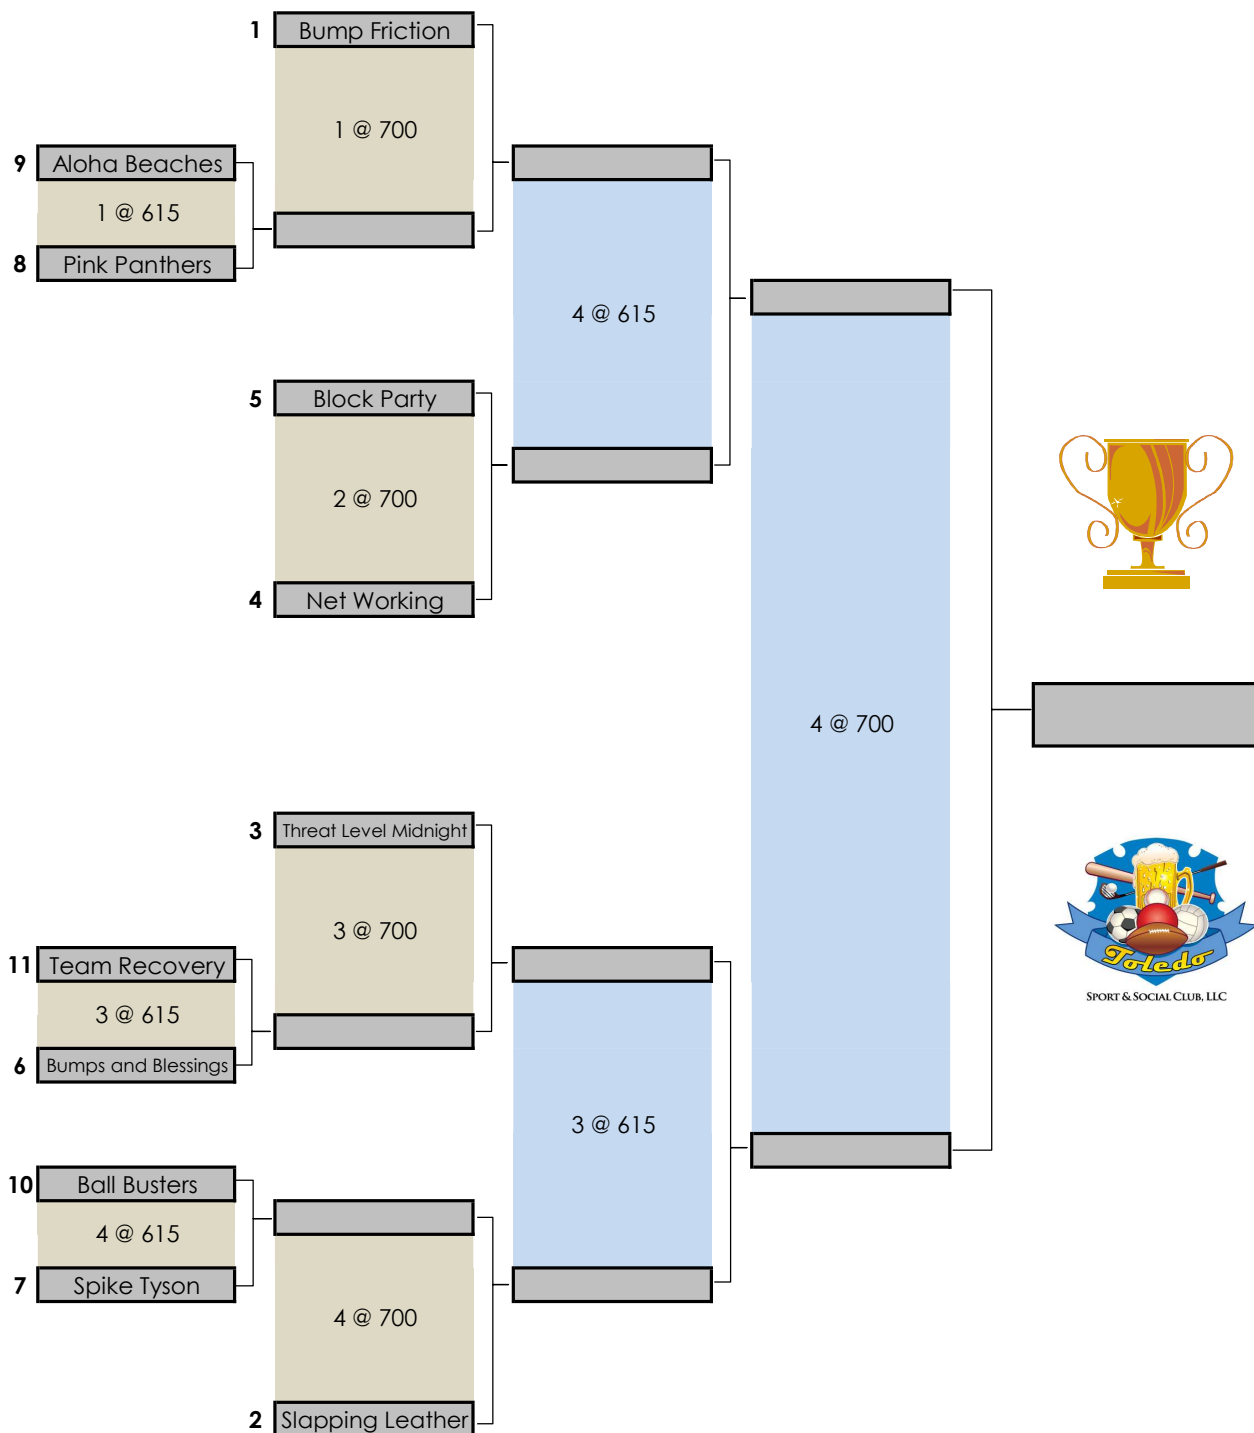 1 Bump Friction
1 @ 700
9 Aloha Beaches
1 @ 615
8 Pink Panthers
4 @ 615
5 Block Party
2 @ 700
4 Net Working
4 @ 700
3 Threat Level Midnight
3 @ 700
11 Team Recovery
3 @ 615
6 Bumps and Blessings
3 @ 615
10 Ball Busters
4 @ 615
7 Spike Tyson
4 @ 700
2 Slapping Leather
Toledo
SPORT & SOCIAL CLUB, LLC